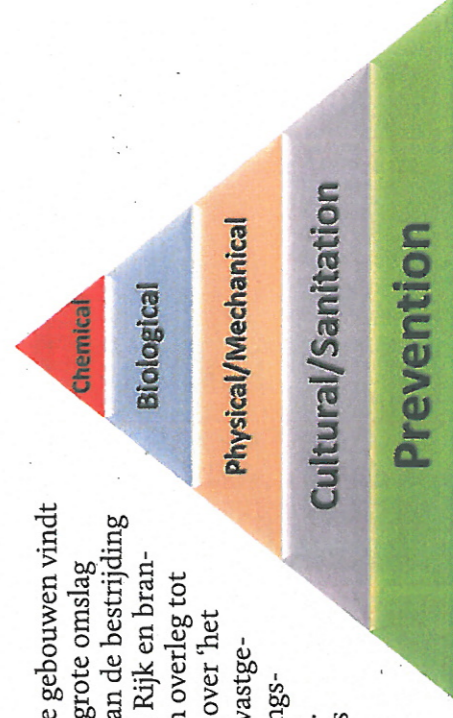 e gebouwen vindt
grote omslag
an de bestrijding
Rijk en bran-
n overleg tot
over ‘het
vastge-
ngs-
s
Chemical
Biological
Physical/Mechanical
Cultural/Sanitation
Prevention